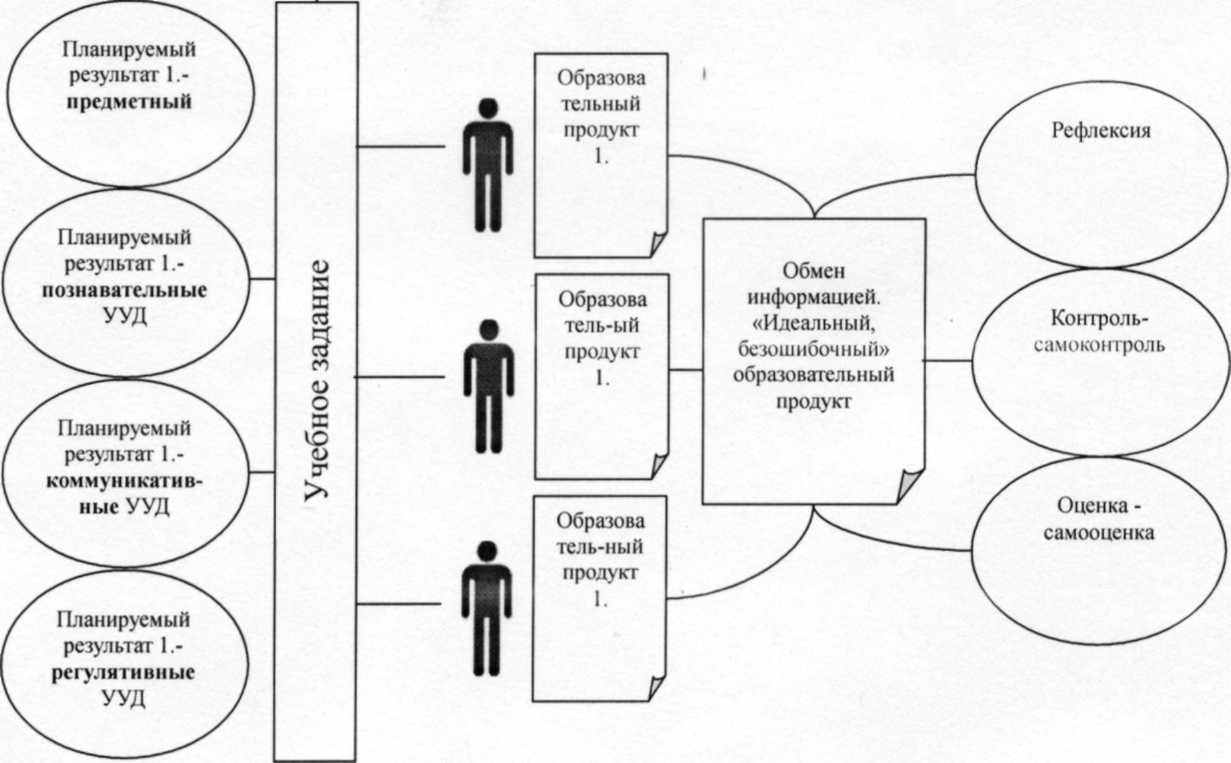 Планируемый
результат 1.-
предметный
Планируемый
результат 1.-
познавательные
УУД
Планируемый
результат 1.-
коммуникатив-
ные УУД
Планируемый
результат 1.-
регулятивные
УУД
Учебное задание
Образова
тельный
продукт
1.
Образова
тель-ый
продукт
1.
Образова
тель-ный
продукт
1.
Обмен
информацией.
«Идеальный,
безошибочный»
образовательный
продукт
Рефлексия
Контроль-
самоконтроль
Оценка -
самооценка